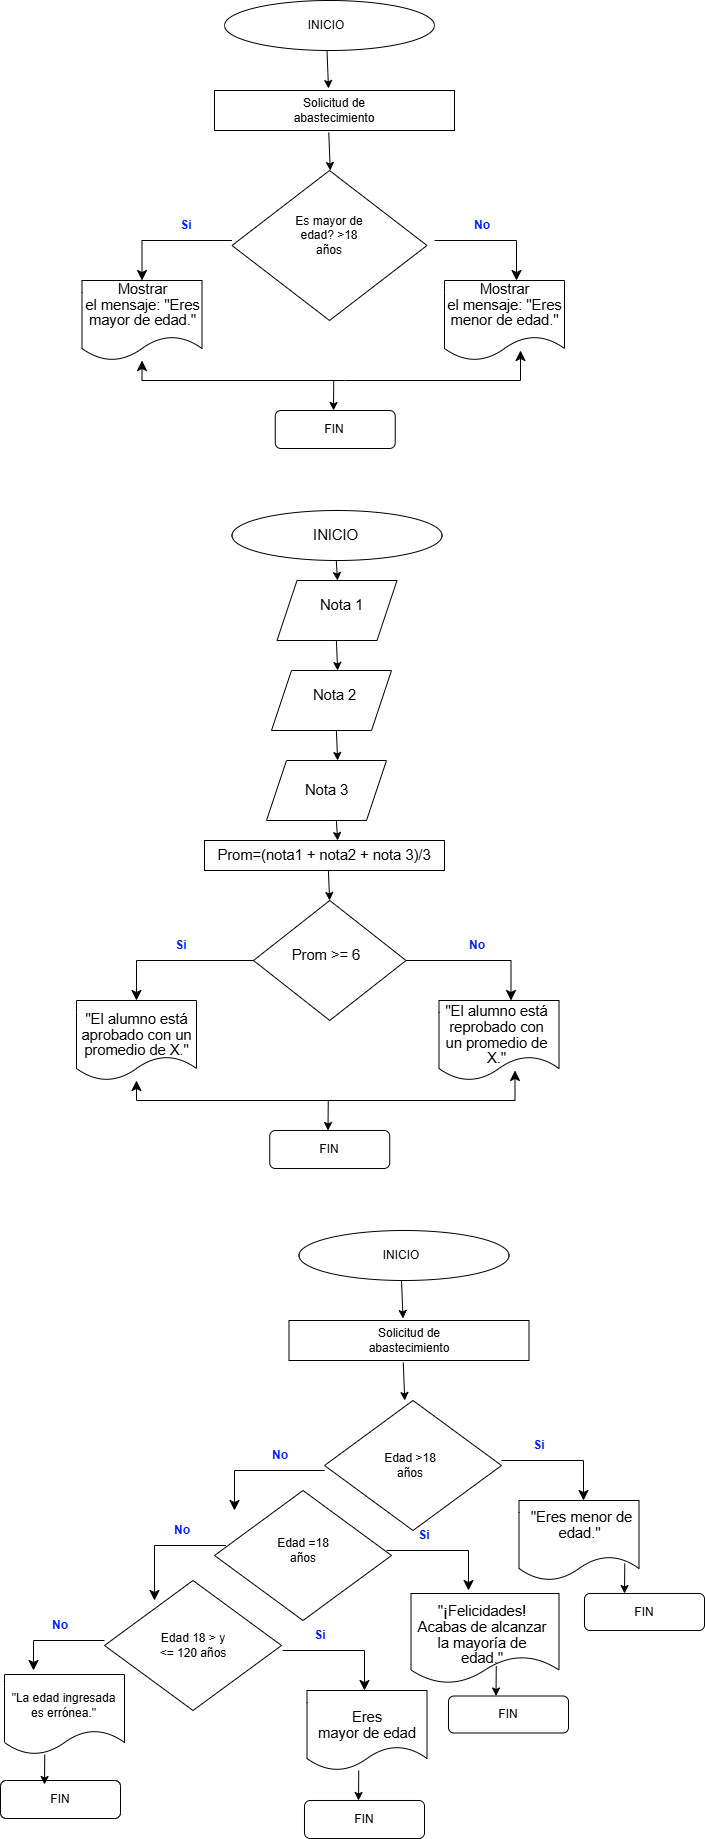 INICIO
Solicitud de
abastecimiento
Es mayor de
edad? >18
años
Si
No
Mostrar
el mensaje: "Eres
mayor de edad."
Mostrar
el mensaje: "Eres
menor de edad."
FIN
INICIO
Nota 1
Nota 2
Nota 3
Prom=(nota1 + nota2 + nota 3)/3
Si
No
Prom >= 6
"El alumno está
aprobado con un
promedio de X."
"El alumno está
reprobado con
un promedio de
X."
FIN
INICIO
Solicitud de
abastecimiento
Edad >18
años
No
Si
"Eres menor de
edad."
FIN
Edad =18
años
No
Si
"¡Felicidades!
Acabas de alcanzar
la mayoría de
edad."
FIN
Edad 18 > y
<= 120 años
No
Si
"La edad ingresada
es errónea."
FIN
Eres
mayor de edad
FIN